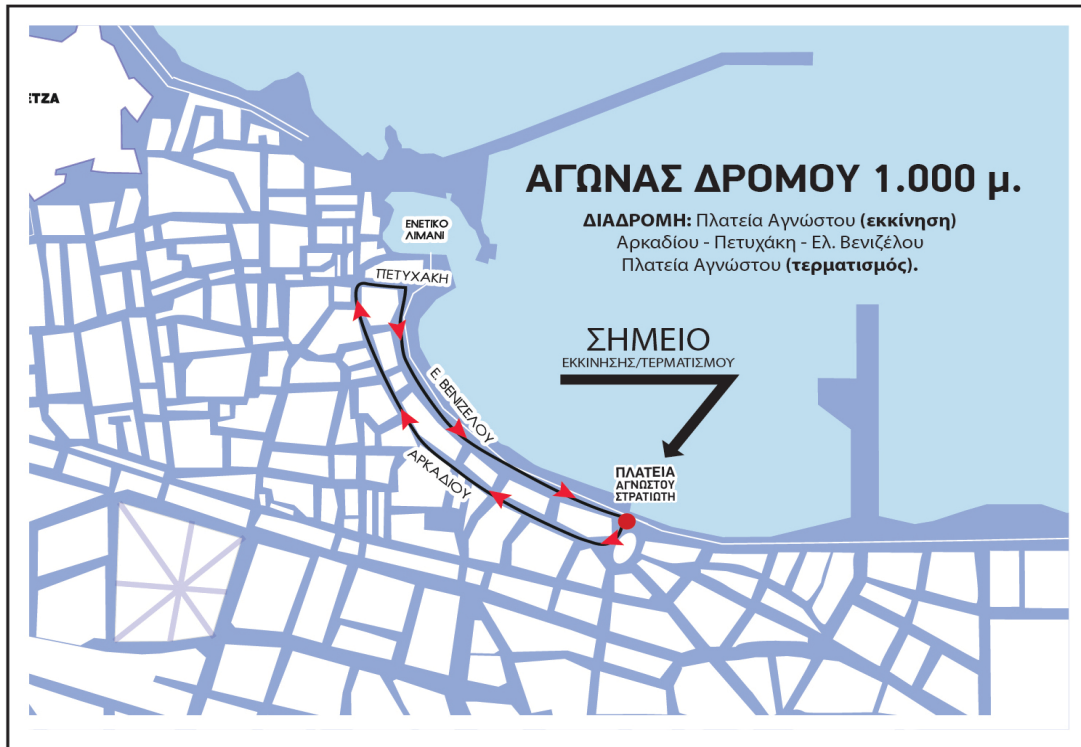 ΕΤΖΑ
ΑΓΩΝΑΣ ΔΡΟΜΟΥ 1.000 μ.
ΔΙΑΔΡΟΜΗ: Πλατεία Αγνώστου (εκκίνηση)
Αρκαδίου - Πετυχάκη - Ελ. Βενιζέλου
Πλατεία Αγνώστου (τερματισμός).
ΕΝΕΤΙΚΟ
ΛΙΜΑΝΙ
ΠΕΤΥΧΑΚΗ
ΣΗΜΕΙΟ
ΕΚΚΙΝΗΣΗΣ/ΤΕΡΜΑΤΙΣΜΟΥ
Ε. ΒΕΝΙΖΕΛΟΥ
ΑΡΚΑΔΙΟΥ
ΠΛΑΤΕΙΑ
ΑΓΝΩΣΤΟΥ
ΣΤΡΑΤΙΩΤΗ